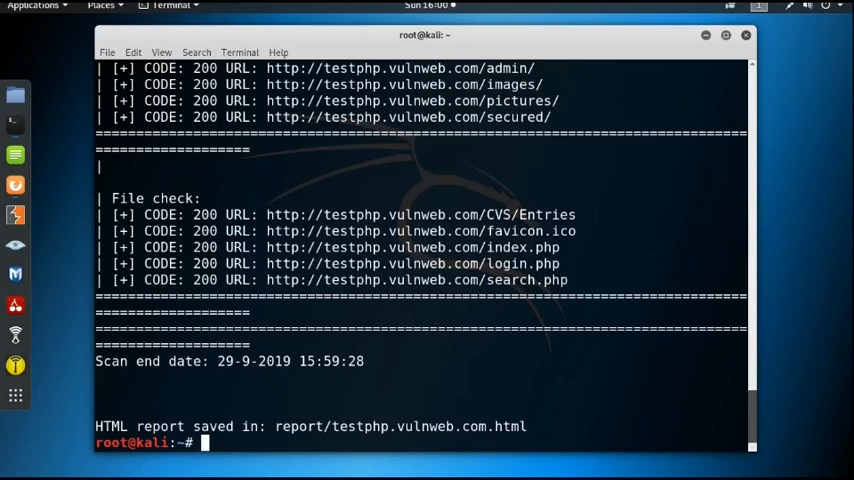 Applications Places Terminal Sun 16:00 1
root@kali: ~
File Edit View Search Terminal Help
| [+] CODE: 200 URL: http://testphp.vulnweb.com/admin/
| [+] CODE: 200 URL: http://testphp.vulnweb.com/images/
| [+] CODE: 200 URL: http://testphp.vulnweb.com/pictures/
| [+] CODE: 200 URL: http://testphp.vulnweb.com/secured/
================================================================================
===================
|
| File check:
| [+] CODE: 200 URL: http://testphp.vulnweb.com/CVS/Entries
| [+] CODE: 200 URL: http://testphp.vulnweb.com/favicon.ico
| [+] CODE: 200 URL: http://testphp.vulnweb.com/index.php
| [+] CODE: 200 URL: http://testphp.vulnweb.com/login.php
| [+] CODE: 200 URL: http://testphp.vulnweb.com/search.php
================================================================================
===================
================================================================================
===================
Scan end date: 29-9-2019 15:59:28
HTML report saved in: report/testphp.vulnweb.com.html
root@kali:~#